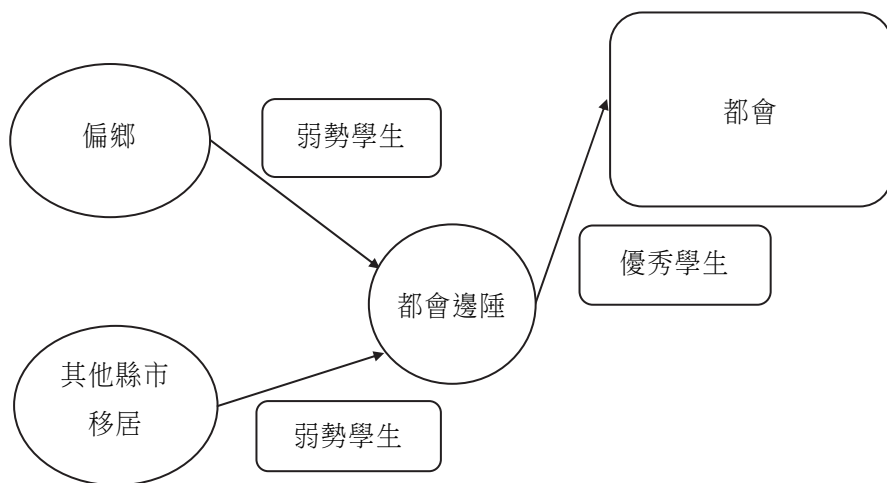 偏鄉
弱勢學生
都會
優秀學生
都會邊陲
其他縣市
移居
弱勢學生